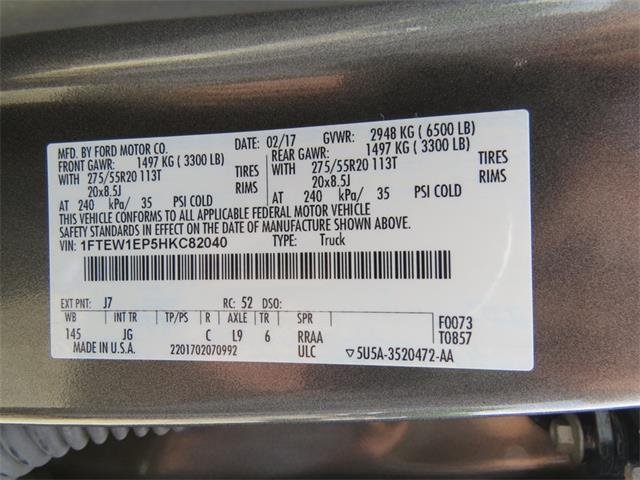 MFD. BY FORD MOTOR CO.
DATE: 02/17 GVWR: 2948 KG ( 6500 LB)
FRONT GAWR: 1497 KG ( 3300 LB) REAR GAWR: 1497 KG ( 3300 LB)
WITH 275/55R20 113T TIRES WITH 275/55R20 113T TIRES
20x8.5J RIMS 20x8.5J RIMS
AT 240 kPa/ 35 PSI COLD AT 240 kPa/ 35 PSI COLD
THIS VEHICLE CONFORMS TO ALL APPLICABLE FEDERAL MOTOR VEHICLE
SAFETY STANDARDS IN EFFECT ON THE DATE OF MANUFACTURE SHOWN ABOVE.
VIN: 1FTEW1EP5HKC82040 TYPE: Truck
EXT PNT: J7 RC: 52 DSO:
WB INT TR TP/PS R AXLE TR SPR F0073
145 JG C L9 6 RRAA T0857
MADE IN U.S.A. 2201702070992 ULC ▽5U5A-3520472-AA